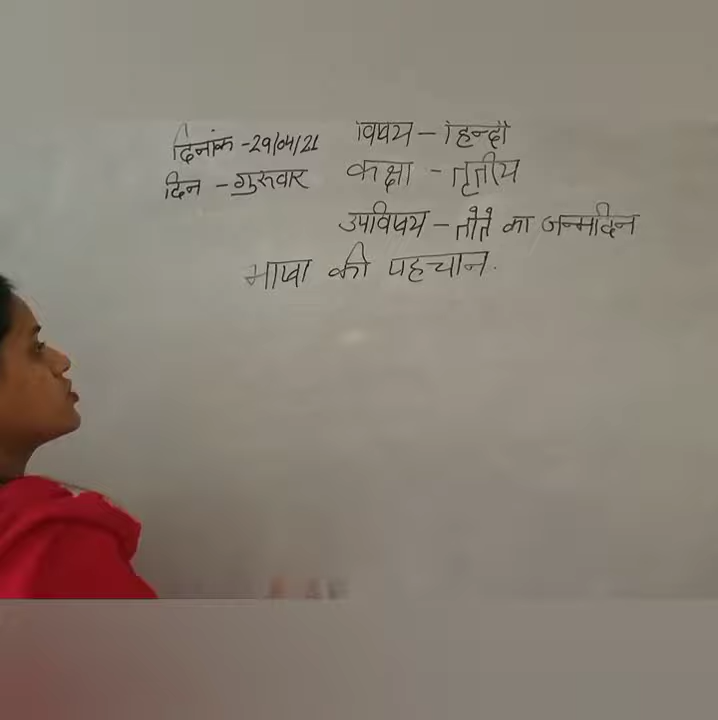 दिनांक - 29/04/21 विषय - हिन्दी
दिन - गुरुवार कक्षा - तृतीय
उपविषय - तोते का जन्मदिन
भाषा की पहचान.